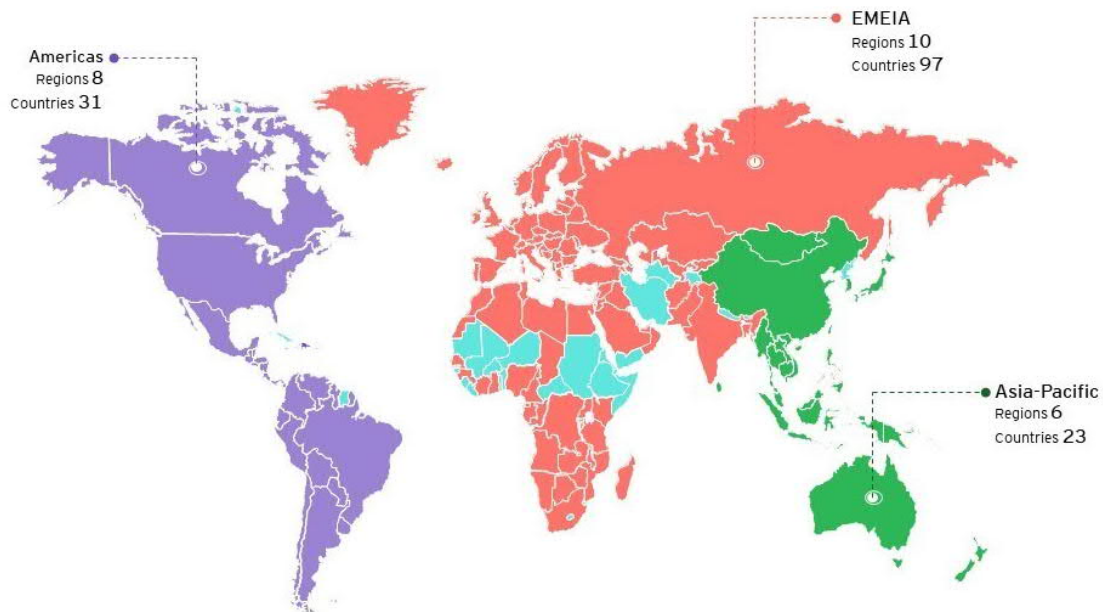 Americas
Regions 8
Countries 31
EMEIA
Regions 10
Countries 97
Asia-Pacific
Regions 6
Countries 23